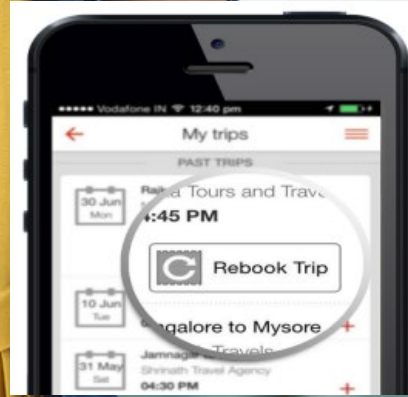 Vodafone IN 12:40 pm
My trips
PAST TRIPS
30 Jun
Mon
Tours and Trave
4:45 PM
Rebook Trip
10 Jun
Tue
galore to Mysore +
31 May
Sat
Jamnagar
Travels
Shrinath Travel Agency
04:30 PM +